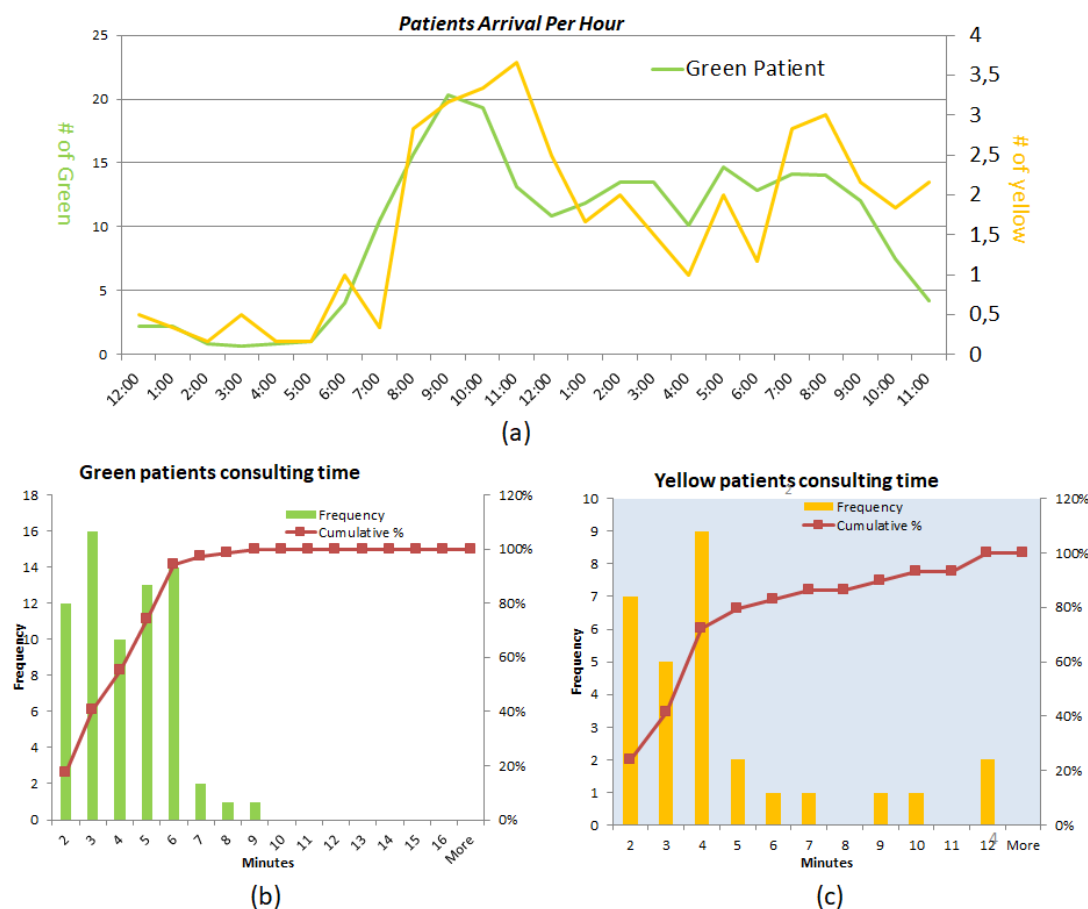 Patients Arrival Per Hour
Green Patient
# of Green
25
20
15
10
5
0
# of yellow
4
3,5
3
2,5
2
1,5
1
0,5
0
12:00 1:00 2:00 3:00 4:00 5:00 6:00 7:00 8:00 9:00 10:00 11:00 12:00 1:00 2:00 3:00 4:00 5:00 6:00 7:00 8:00 9:00 10:00 11:00
(a)
Green patients consulting time
Frequency
Cumulative %
Frequency
18
16
14
12
10
8
6
4
2
0
120%
100%
80%
60%
40%
20%
0%
2 3 4 5 6 7 8 9 10 11 12 13 14 15 16 More
Minutes
(b)
Yellow patients consulting time
2
Frequency
Cumulative %
Frequency
10
9
8
7
6
5
4
3
2
1
0
120%
100%
80%
60%
40%
20%
0%
2 3 4 5 6 7 8 9 10 11 12 More
4
Minutes
(c)